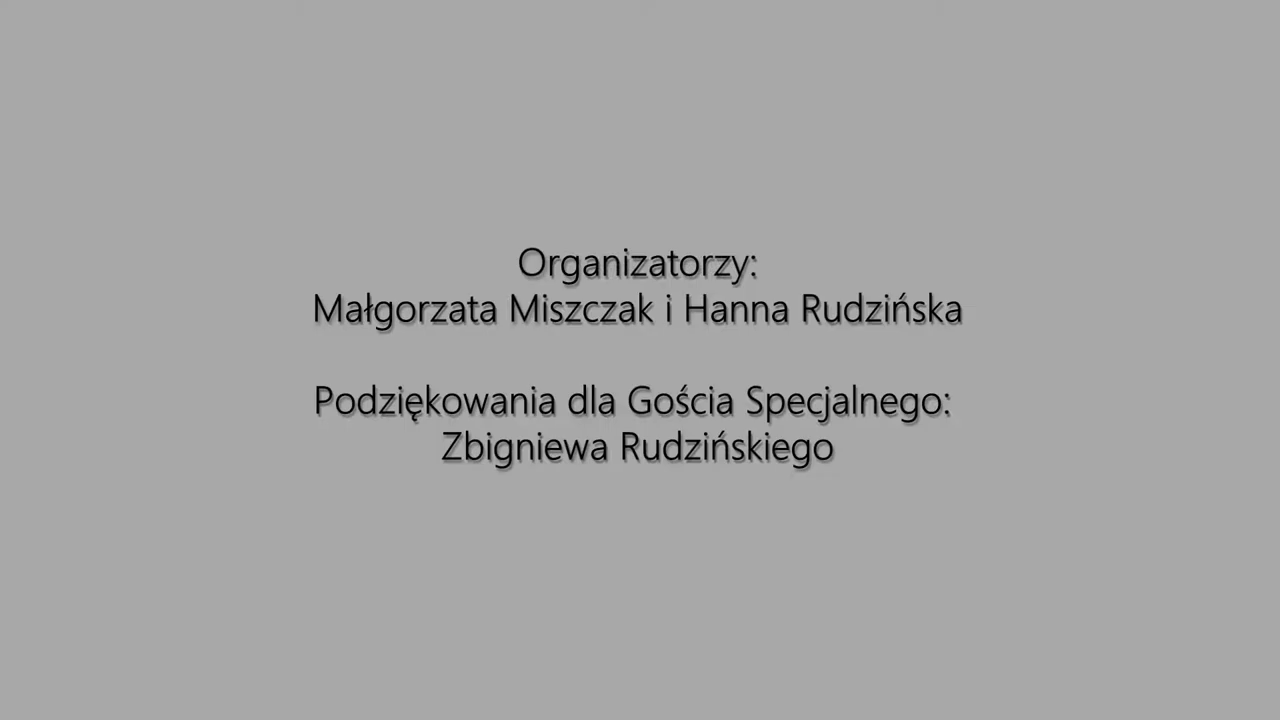 Organizatorzy:
Małgorzata Miszczak i Hanna Rudzińska
Podziękowania dla Gościa Specjalnego:
Zbigniewa Rudzińskiego